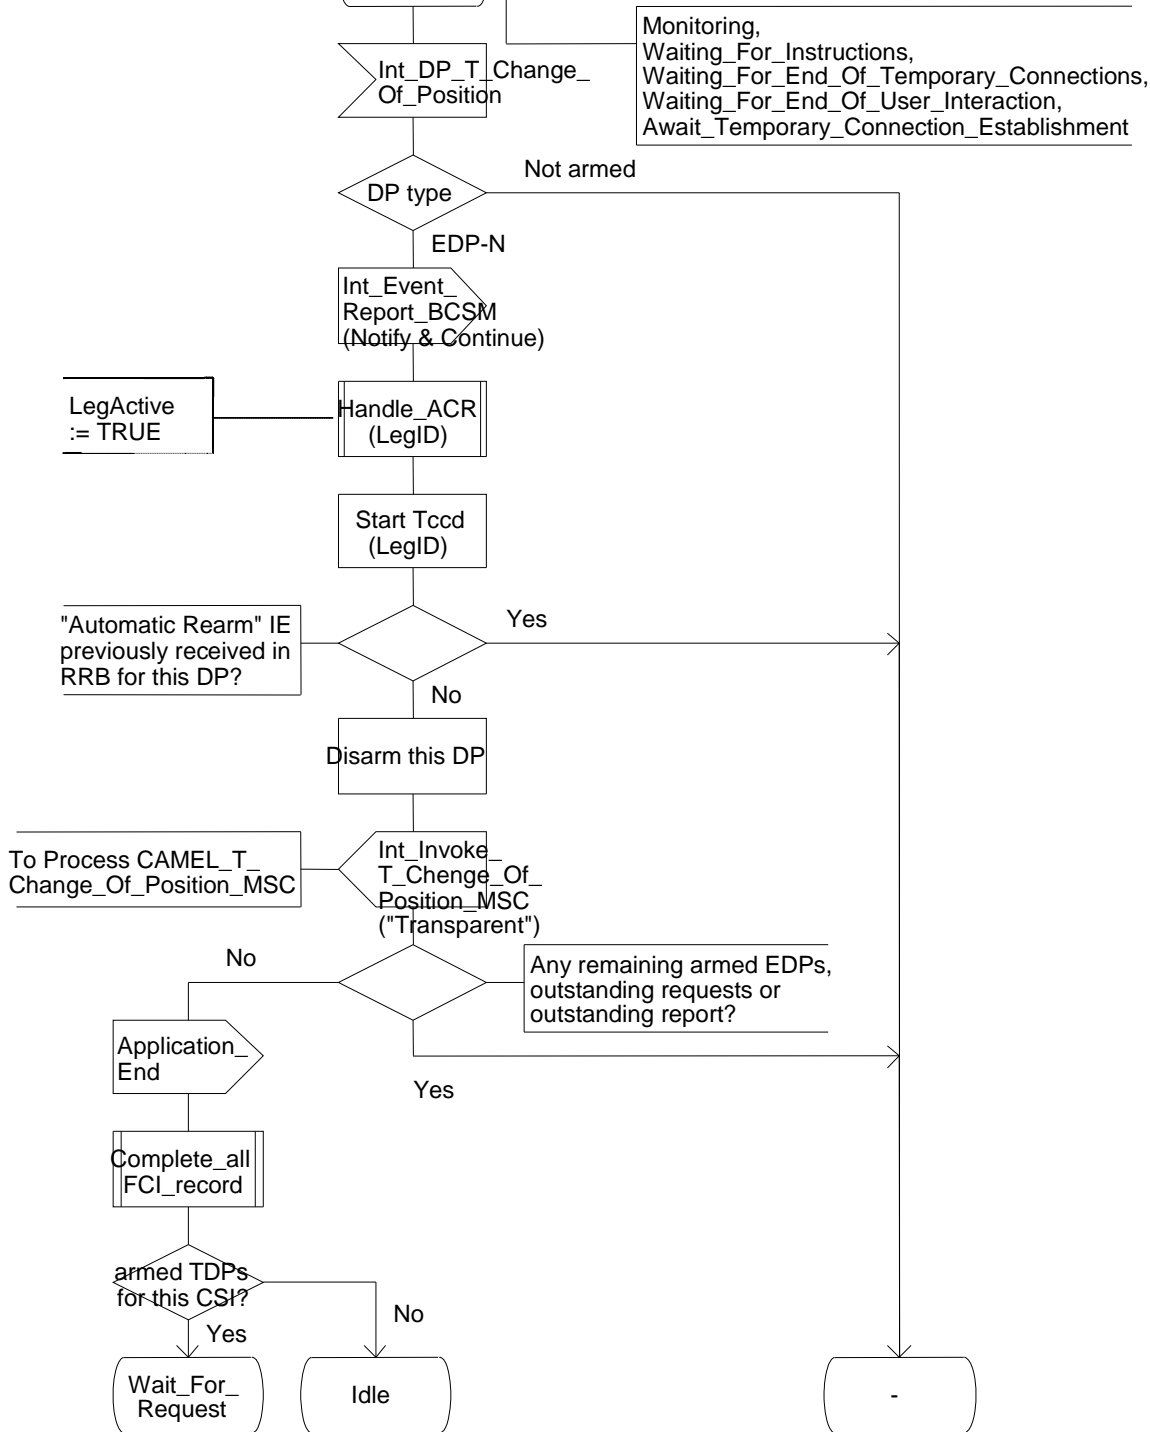 Monitoring,
Waiting_For_Instructions,
Waiting_For_End_Of_Temporary_Connections,
Waiting_For_End_Of_User_Interaction,
Await_Temporary_Connection_Establishment
Int_DP_T_Change_
Of_Position
Not armed
DP type
EDP-N
Int_Event_
Report_BCSM
(Notify & Continue)
LegActive
:= TRUE
Handle_ACR
(LegID)
Start Tccd
(LegID)
"Automatic Rearm" IE
previously received in
RRB for this DP?
Yes
No
Disarm this DP
To Process CAMEL_T_
Change_Of_Position_MSC
Int_Invoke_
T_Chenge_Of_
Position_MSC
("Transparent")
No
Any remaining armed EDPs,
outstanding requests or
outstanding report?
Yes
Application_
End
Complete_all
FCI_record
armed TDPs
for this CSI?
No
Yes
Wait_For_
Request
Idle
-